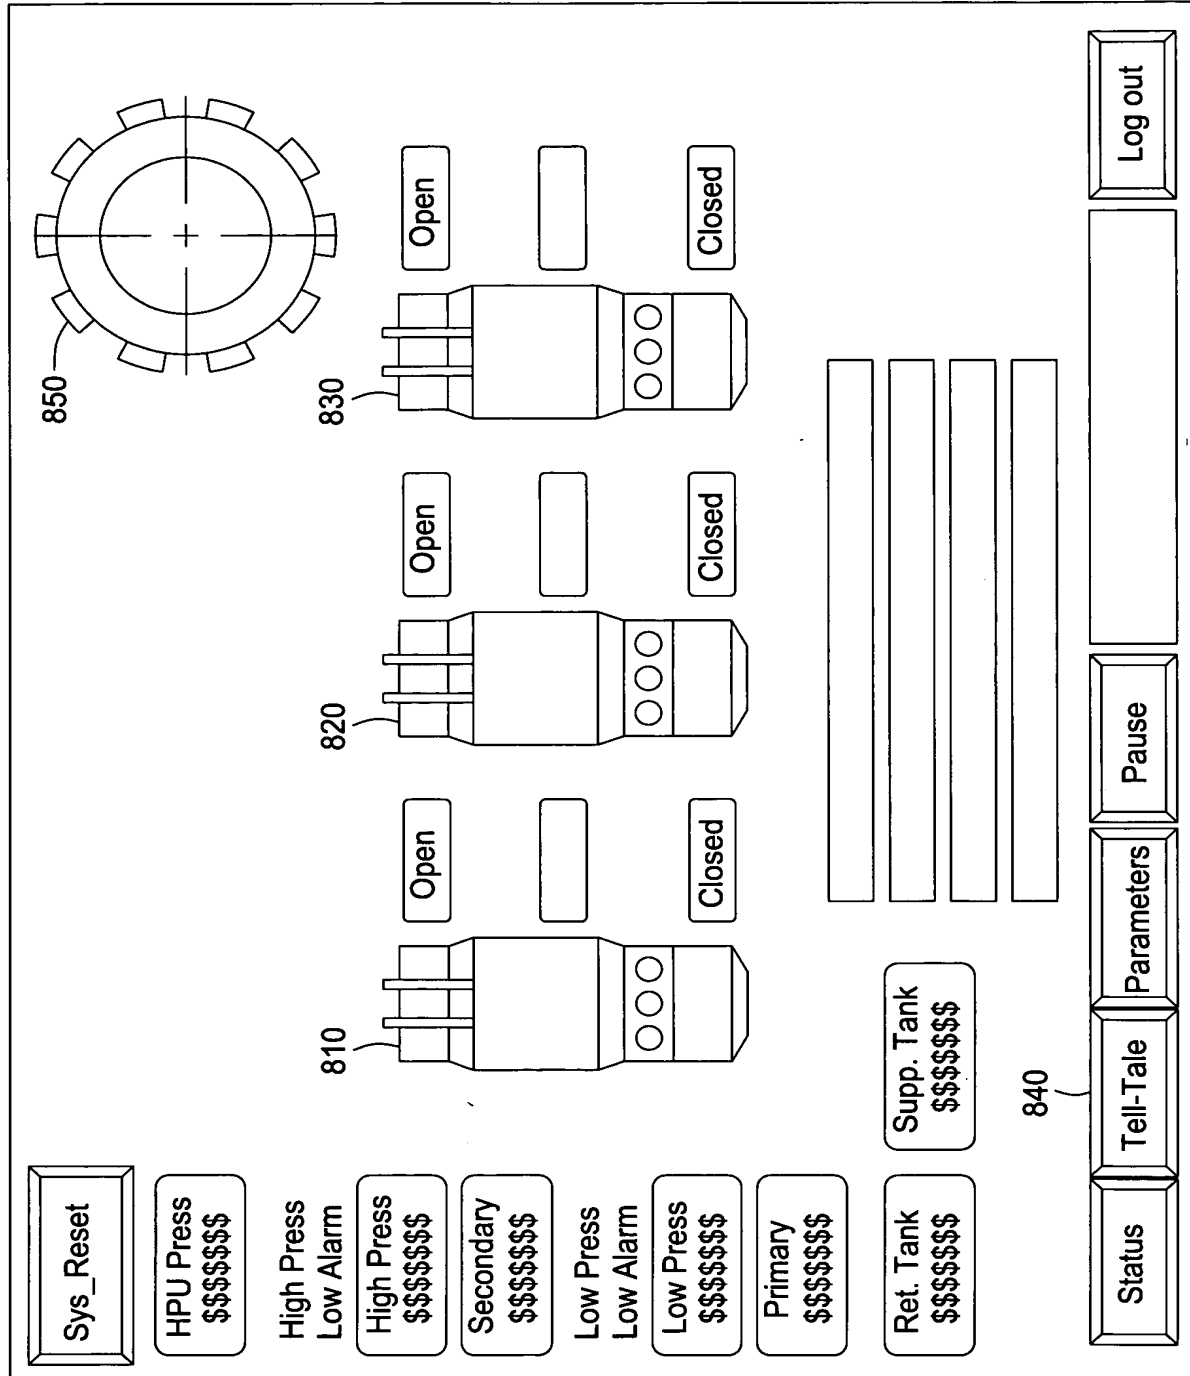 Sys_Reset
HPU Press
$$$$$$$
High Press
Low Alarm
High Press
$$$$$$$
Secondary
$$$$$$$
Low Press
Low Alarm
Low Press
$$$$$$$
Primary
$$$$$$$
Ret. Tank
$$$$$$$
Supp. Tank
$$$$$$$
810
Open
Closed
820
Open
Closed
830
Open
Closed
850
840
Status
Tell-Tale
Parameters
Pause
Log out